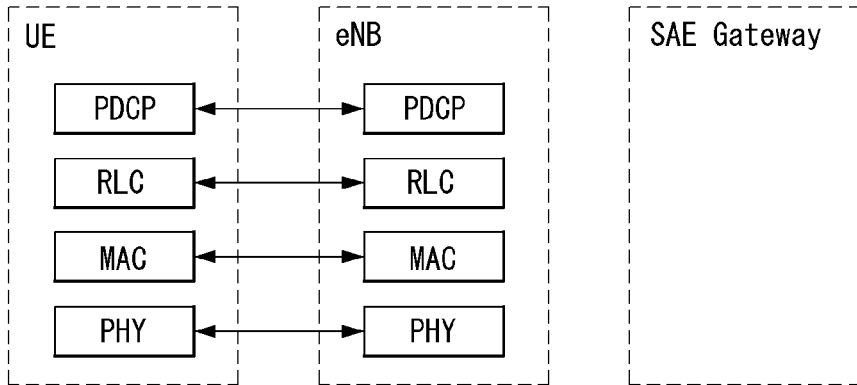 UE eNB SAE Gateway
PDCP PDCP
RLC RLC
MAC MAC
PHY PHY